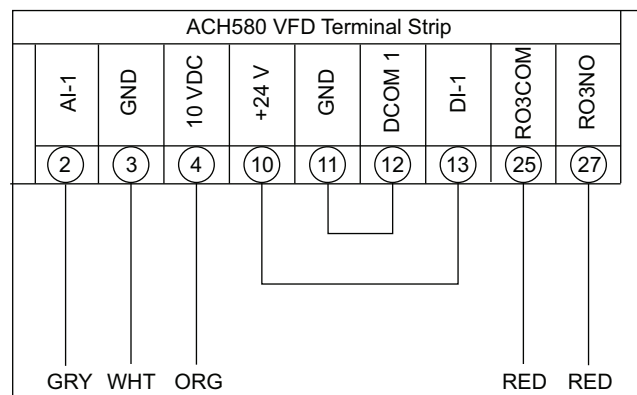 ACH580 VFD Terminal Strip
AI-1
GND
10 VDC
+24 V
GND
DCOM 1
DI-1
RO3COM
RO3NO
2 3 4 10 11 12 13 25 27
GRY WHT ORG RED RED